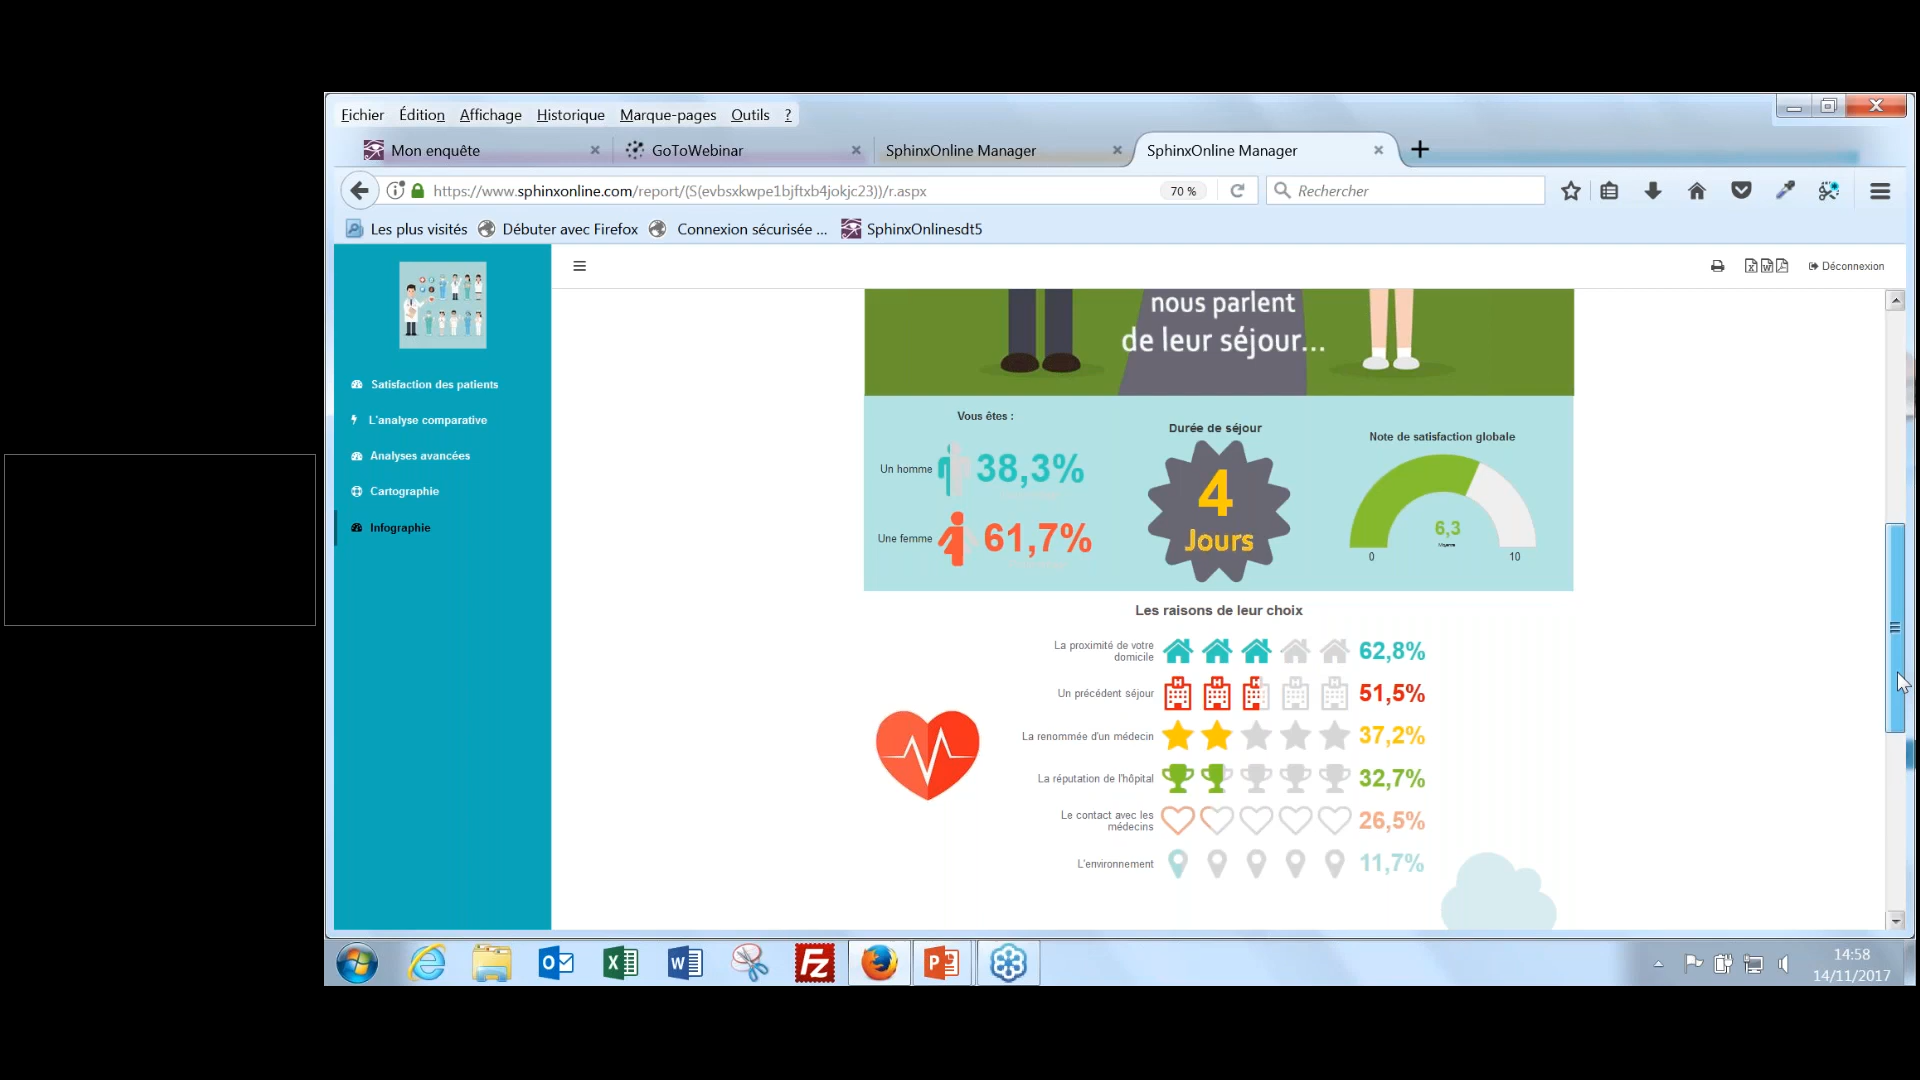 Fichier Édition Affichage Historique Marque-pages Outils ?
Mon enquête
GoToWebinar
SphinxOnline Manager
SphinxOnline Manager
https://www.sphinxonline.com/report/(S(evbsxkwpe1bjftxb4jokjc23))/r.aspx
70 %
Rechercher
Les plus visités
Débuter avec Firefox
Connexion sécurisée ...
SphinxOnlinesdt5
Déconnexion
Satisfaction des patients
L'analyse comparative
Analyses avancées
Cartographie
Infographie
nous parlent
de leur séjour...
Vous êtes :
Un homme 38,3%
Une femme 61,7%
Durée de séjour
4
Jours
Note de satisfaction globale
6,3
Moyenne
0 10
Les raisons de leur choix
La proximité de votre
domicile
62,8%
Un précédent séjour 51,5%
La renommée d'un médecin 37,2%
La réputation de l'hôpital 32,7%
Le contact avec les
médecins
26,5%
L'environnement 11,7%
14:58
14/11/2017